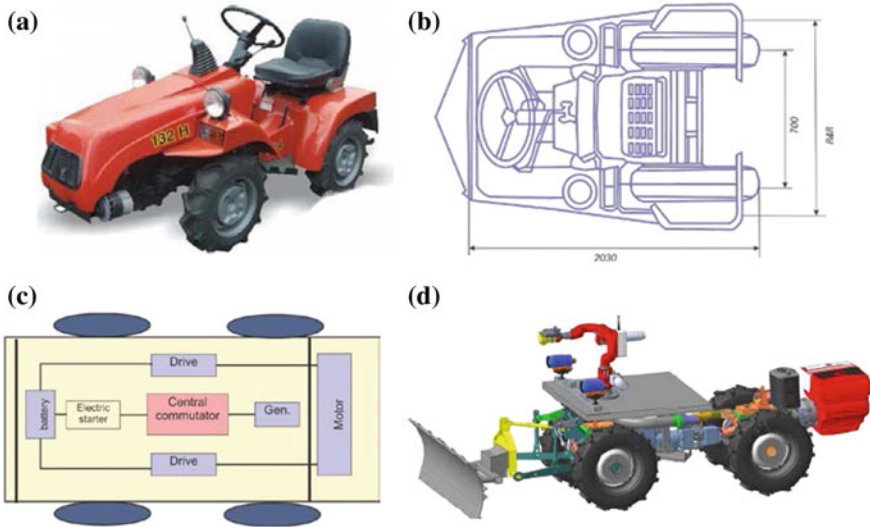 (a)
132 H
(b)
700
2030
(c)
Drive
battery
Electric
starter
Central
commutator
Gen.
Motor
Drive
(d)